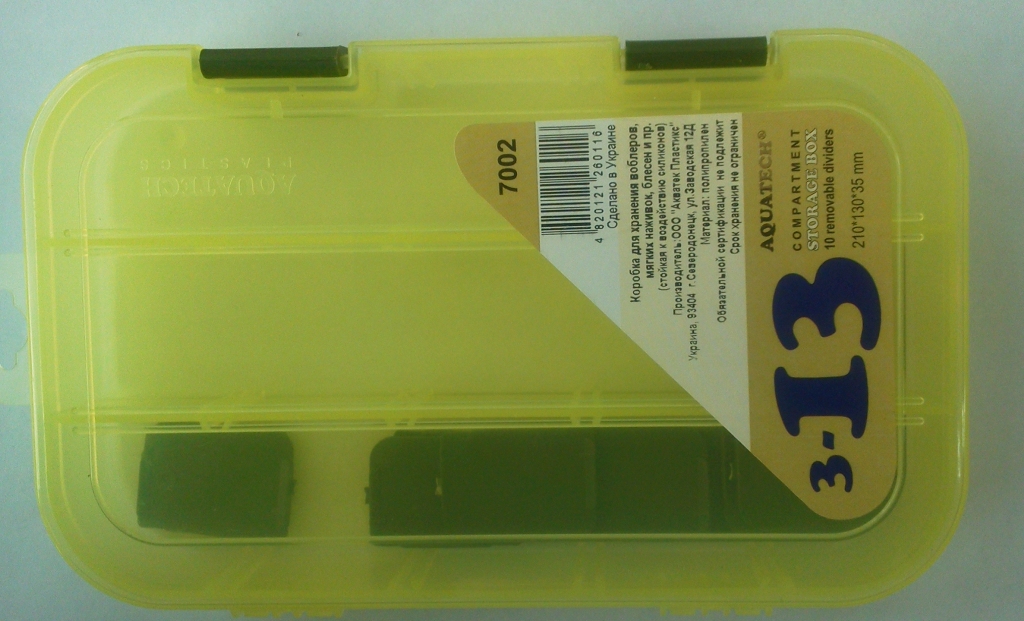 AQUATECH
PLASTICS
7002
4 820121 260116
Сделано в Украине
Коробка для хранения воблеров,
мягких наживок, блесен и пр.
(стойкая к воздействию силиконов)
Производитель:ООО "Акватек Пластикс"
Украина, 93404 г.Северодонецк, ул.Заводская 12Д
Материал: полипропилен
Обязательной сертификации не подлежит
Срок хранения не ограничен
AQUATECH®
COMPARTMENT
STORAGE BOX
10 removable dividers
210*130*35 mm
3-13